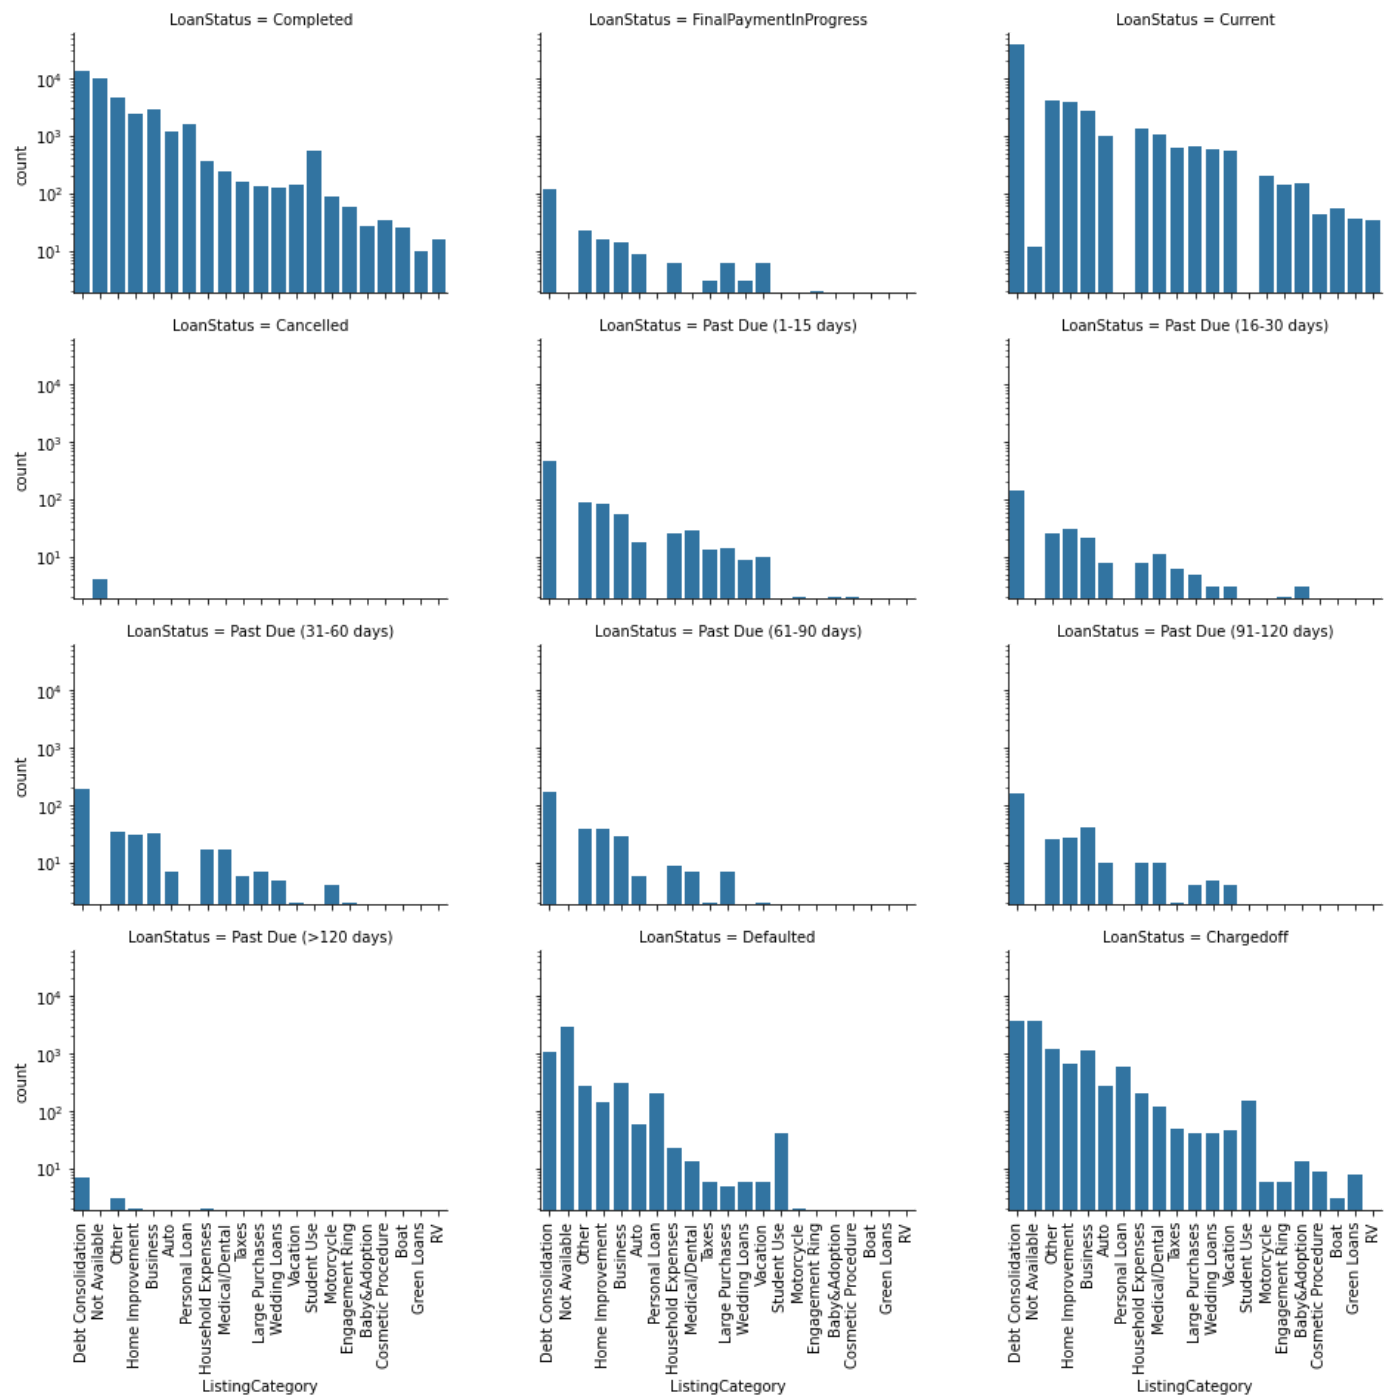 LoanStatus = Completed
LoanStatus = FinalPaymentInProgress
LoanStatus = Current
count
10⁴
10³
10²
10¹
LoanStatus = Cancelled
LoanStatus = Past Due (1-15 days)
LoanStatus = Past Due (16-30 days)
count
10⁴
10³
10²
10¹
LoanStatus = Past Due (31-60 days)
LoanStatus = Past Due (61-90 days)
LoanStatus = Past Due (91-120 days)
count
10⁴
10³
10²
10¹
LoanStatus = Past Due (>120 days)
LoanStatus = Defaulted
LoanStatus = Chargedoff
count
10⁴
10³
10²
10¹
Debt Consolidation
Not Available
Other
Home Improvement
Business
Auto
Personal Loan
Household Expenses
Medical/Dental
Taxes
Large Purchases
Wedding Loans
Vacation
Student Use
Motorcycle
Engagement Ring
Baby&Adoption
Cosmetic Procedure
Boat
Green Loans
RV
ListingCategory
Debt Consolidation
Not Available
Other
Home Improvement
Business
Auto
Personal Loan
Household Expenses
Medical/Dental
Taxes
Large Purchases
Wedding Loans
Vacation
Student Use
Motorcycle
Engagement Ring
Baby&Adoption
Cosmetic Procedure
Boat
Green Loans
RV
ListingCategory
Debt Consolidation
Not Available
Other
Home Improvement
Business
Auto
Personal Loan
Household Expenses
Medical/Dental
Taxes
Large Purchases
Wedding Loans
Vacation
Student Use
Motorcycle
Engagement Ring
Baby&Adoption
Cosmetic Procedure
Boat
Green Loans
RV
ListingCategory